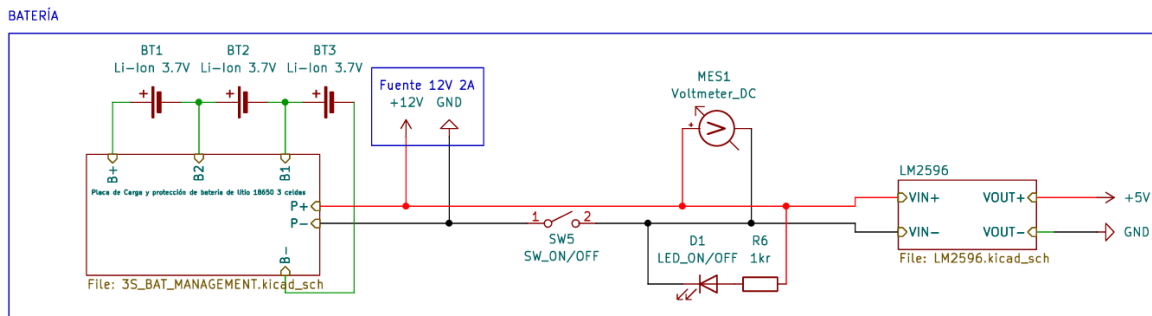 BATERÍA
BT1
Li-Ion 3.7V
BT2
Li-Ion 3.7V
BT3
Li-Ion 3.7V
+
+
+
Fuente 12V 2A
+12V GND
MES1
Voltmeter_DC
+
V
B+
B2
B1
Placa de Carga y protección de bateria de litio 18650 3 celdas
P+
P-
B-
File: 3S_BAT_MANAGEMENT.kicad_sch
1
2
SW5
SW_ON/OFF
D1
LED_ON/OFF
R6
1kr
LM2596
VIN+
VOUT+
VIN-
VOUT-
File: LM2596.kicad_sch
+5V
GND